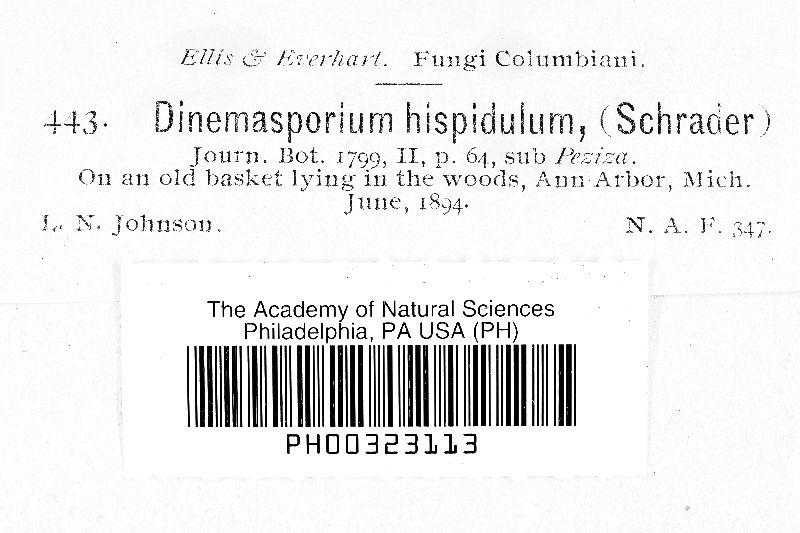 Ellis & Everhart. Fungi Columbiani.
443. Dinemasporium hispidulum, (Schrader)
Journ. Bot. 1799, II, p. 64, sub Peziza.
On an old basket lying in the woods, Ann Arbor, Mich.
June, 1894.
L. N. Johnson. N. A. F. 347.
The Academy of Natural Sciences
Philadelphia, PA USA (PH)
PH00323113